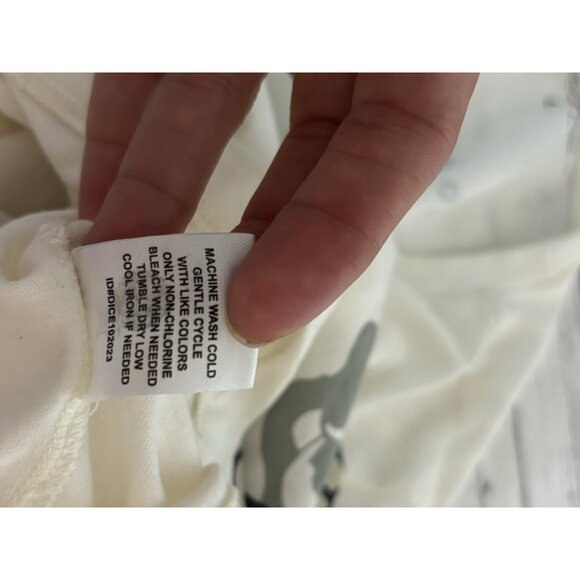 MACHINE WASH COLD
GENTLE CYCLE
WITH LIKE COLORS
ONLY NON-CHLORINE
BLEACH WHEN NEEDED
TUMBLE DRY LOW
COOL IRON IF NEEDED
ID#DICE102023